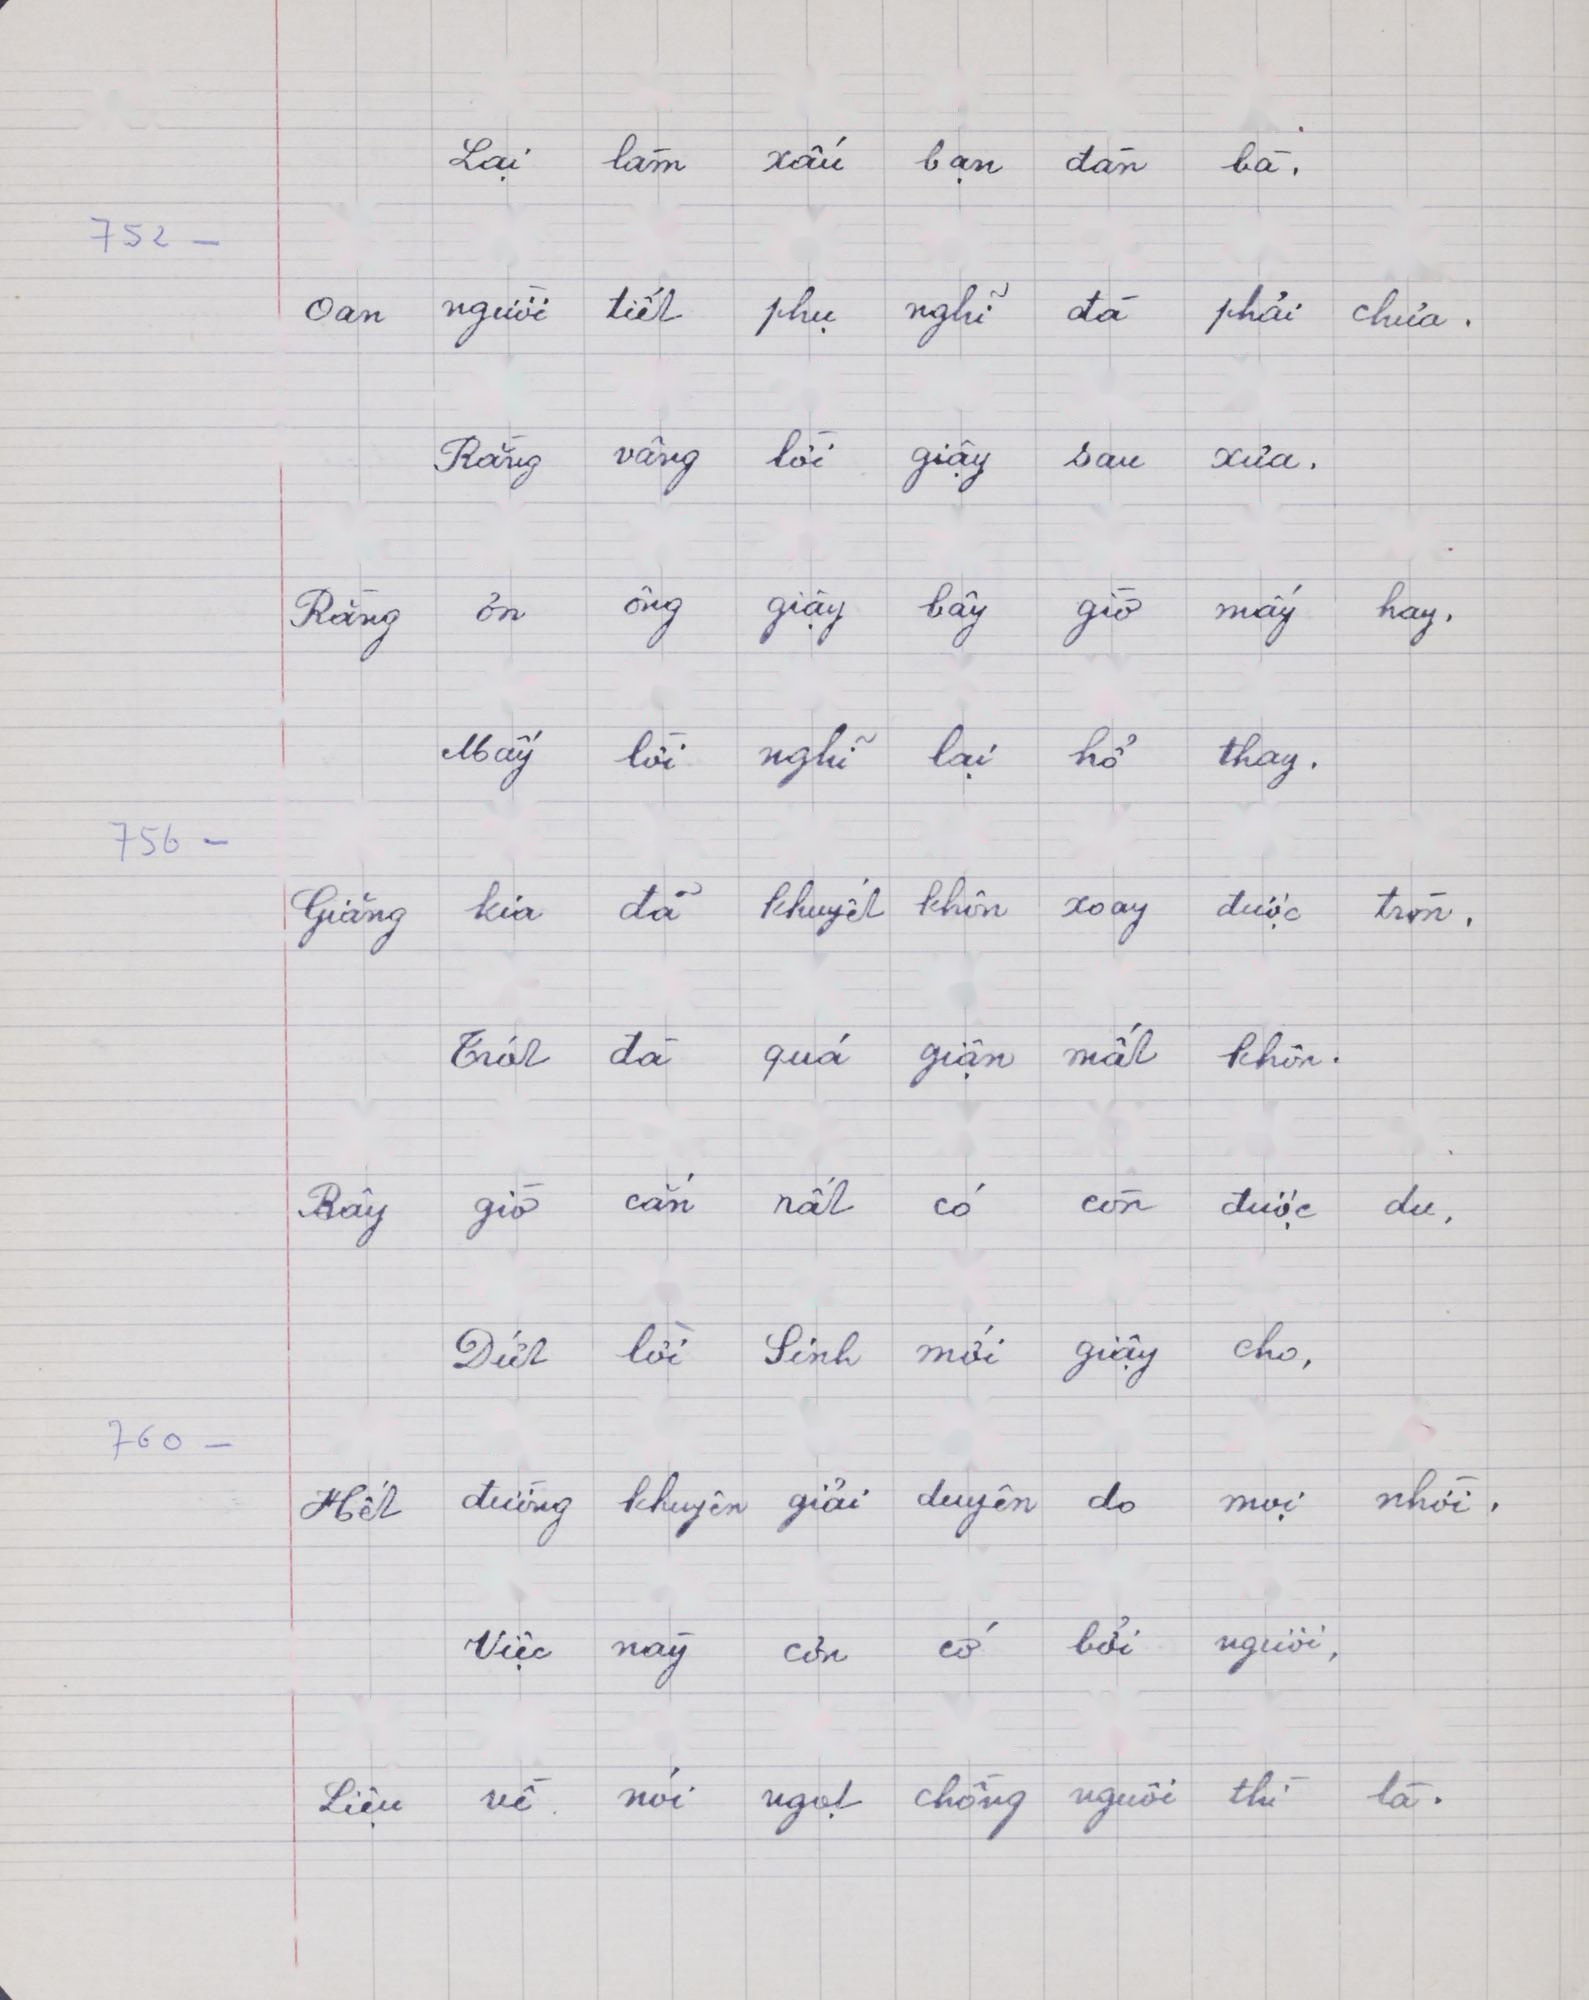 Lại làm xấu bạn đàn bà.
752 —
Oan người tiết phụ nghĩ đà phải chưa.
Rằng vâng lời giậy sau xưa.
Rằng ơn ông giậy bây giờ mấy hay.
Mấy lời nghĩ lại hổ thay.
756 —
Giăng kia đã khuyết khôn xoay được tròn.
Trót đà quá giận mất khôn.
Bây giờ cắn rốt có còn được du.
Dứt lời Sinh mới giậy cho,
760 —
Hết đường khuyên giải duyên do mọi nhời.
Việc này cơn cớ bởi người,
Liệu về nói ngọt chồng người thì là.